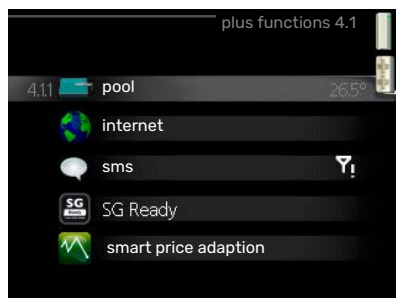 plus functions 4.1
4.1.1 pool 26.5°
internet
sms
SG Ready SG Ready
smart price adaption